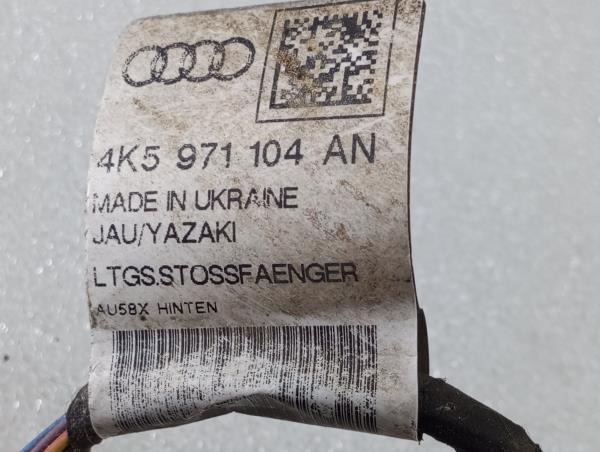 4K5 971 104 AN
MADE IN UKRAINE
JAU/YAZAKI
LTGS.STOSSFAENGER
AU58X HINTEN